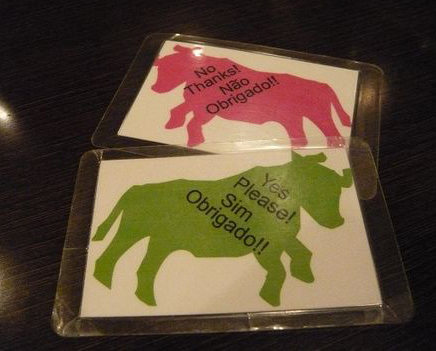 No
Thanks!
Não
Obrigado!!
Yes
Please!
Sim
Obrigado!!